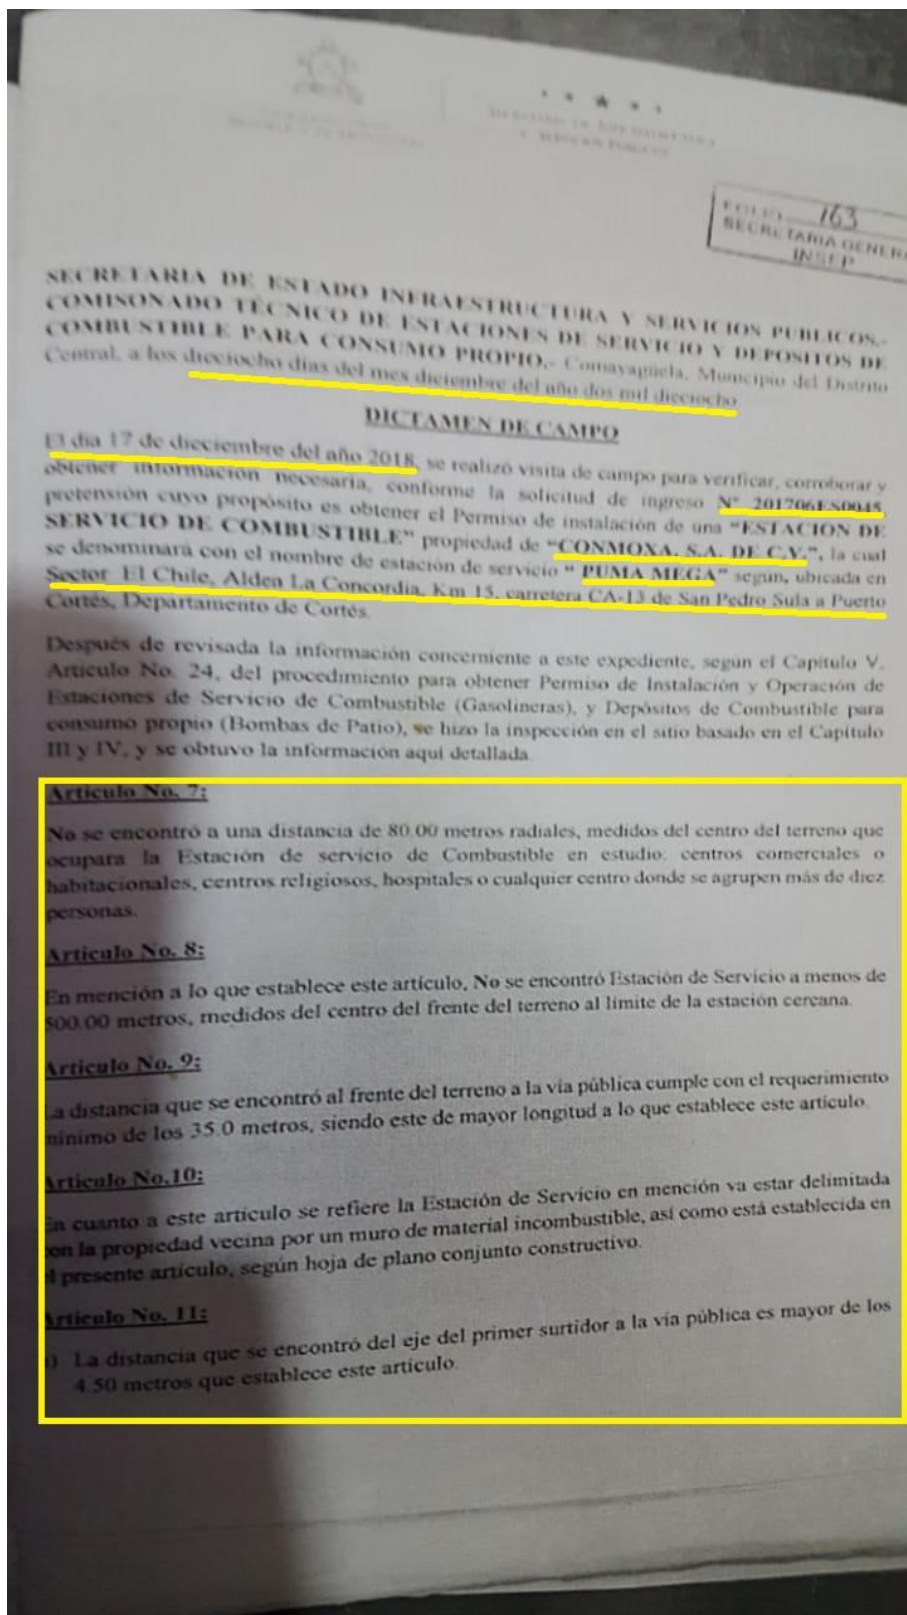 FOLIO 163
SECRETARIA GENERA
INSEP
SECRETARIA DE ESTADO INFRAESTRUCTURA Y SERVICIOS PUBLICOS,-
COMISONADO TÉCNICO DE ESTACIONES DE SERVICIO Y DEPOSITOS DE
COMBUSTIBLE PARA CONSUMO PROPIO,- Comayagüela, Municipio del Distrito
Central, a los dieciocho días del mes diciembre del año dos mil dieciocho
DICTAMEN DE CAMPO
El día 17 de dieciembre del año 2018, se realizó visita de campo para verificar, corroborar y
obtener información necesaria, conforme la solicitud de ingreso N° 201706ES0045
pretensión cuyo propósito es obtener el Permiso de instalación de una “ESTACION DE
SERVICIO DE COMBUSTIBLE” propiedad de “CONMOXA, S.A. DE C.V.”, la cual
se denominará con el nombre de estación de servicio “ PUMA MEGA” según, ubicada en
Sector El Chile, Aldea La Concordia, Km 15, carretera CA-13 de San Pedro Sula a Puerto
Cortés, Departamento de Cortés.
Después de revisada la información concerniente a este expediente, según el Capítulo V,
Articulo No. 24, del procedimiento para obtener Permiso de Instalación y Operación de
Estaciones de Servicio de Combustible (Gasolineras), y Depósitos de Combustible para
consumo propio (Bombas de Patio), se hizo la inspección en el sitio basado en el Capítulo
III y IV, y se obtuvo la información aquí detallada.
Articulo No. 7:
No se encontró a una distancia de 80.00 metros radiales, medidos del centro del terreno que
ocupara la Estación de servicio de Combustible en estudio: centros comerciales o
habitacionales, centros religiosos, hospitales o cualquier centro donde se agrupen más de diez
personas.
Articulo No. 8:
En mención a lo que establece este artículo, No se encontró Estación de Servicio a menos de
500.00 metros, medidos del centro del frente del terreno al límite de la estación cercana.
Articulo No. 9:
La distancia que se encontró al frente del terreno a la vía pública cumple con el requerimiento
mínimo de los 35.0 metros, siendo este de mayor longitud a lo que establece este artículo.
Articulo No.10:
En cuanto a este artículo se refiere la Estación de Servicio en mención va estar delimitada
con la propiedad vecina por un muro de material incombustible, así como está establecida en
el presente artículo, según hoja de plano conjunto constructivo.
Articulo No. 11:
) La distancia que se encontró del eje del primer surtidor a la vía pública es mayor de los
4.50 metros que establece este artículo.